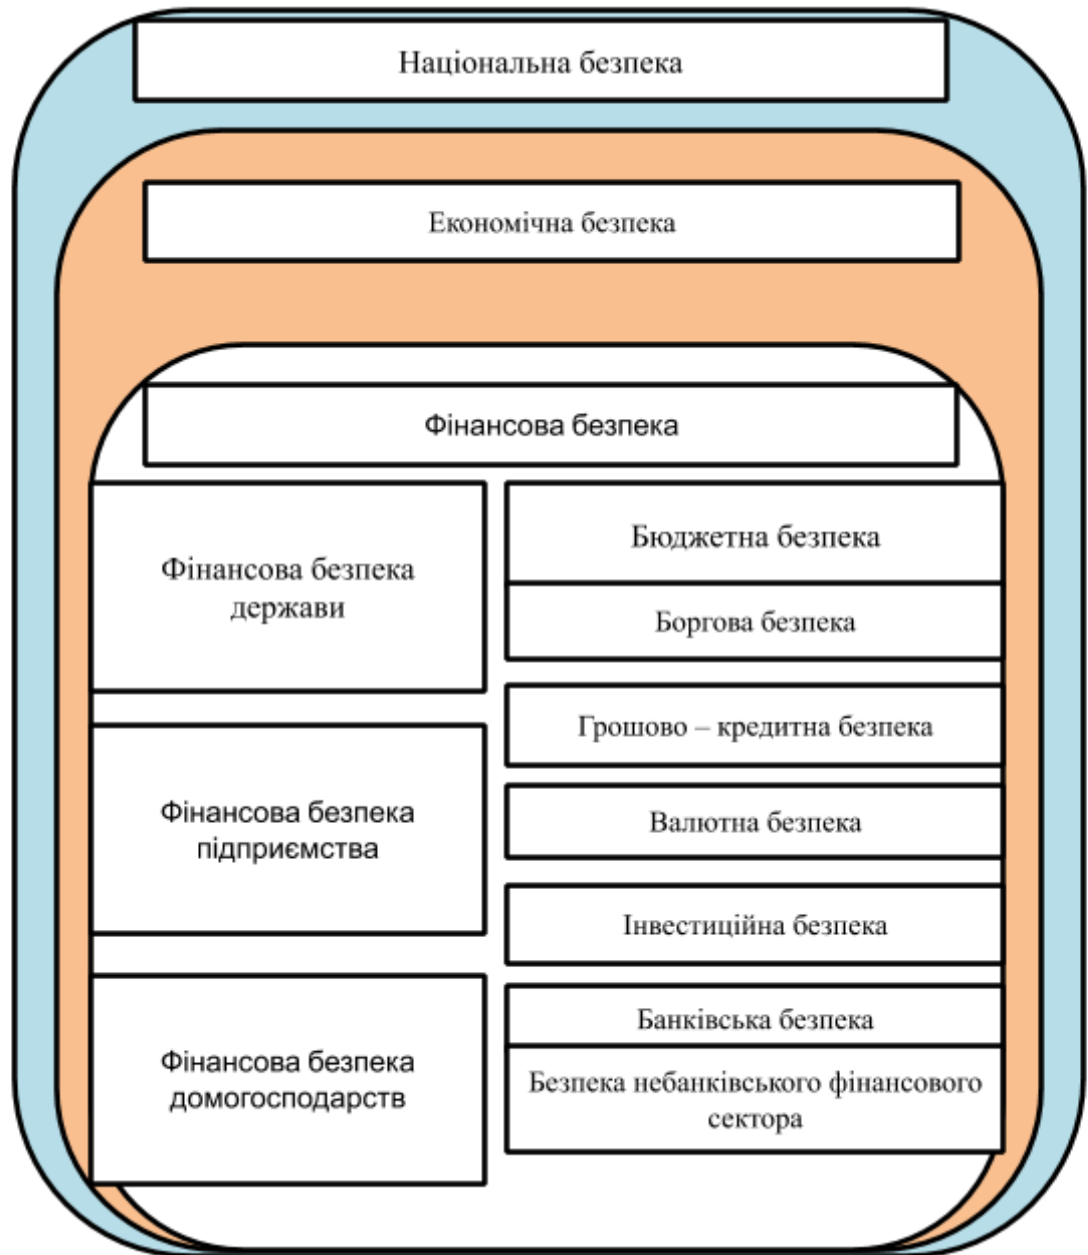 Національна безпека
Економічна безпека
Фінансова безпека
Фінансова безпека
держави
Фінансова безпека
підприємства
Фінансова безпека
домогосподарств
Бюджетна безпека
Боргова безпека
Грошово – кредитна безпека
Валютна безпека
Інвестиційна безпека
Банківська безпека
Безпека небанківського фінансового
сектора